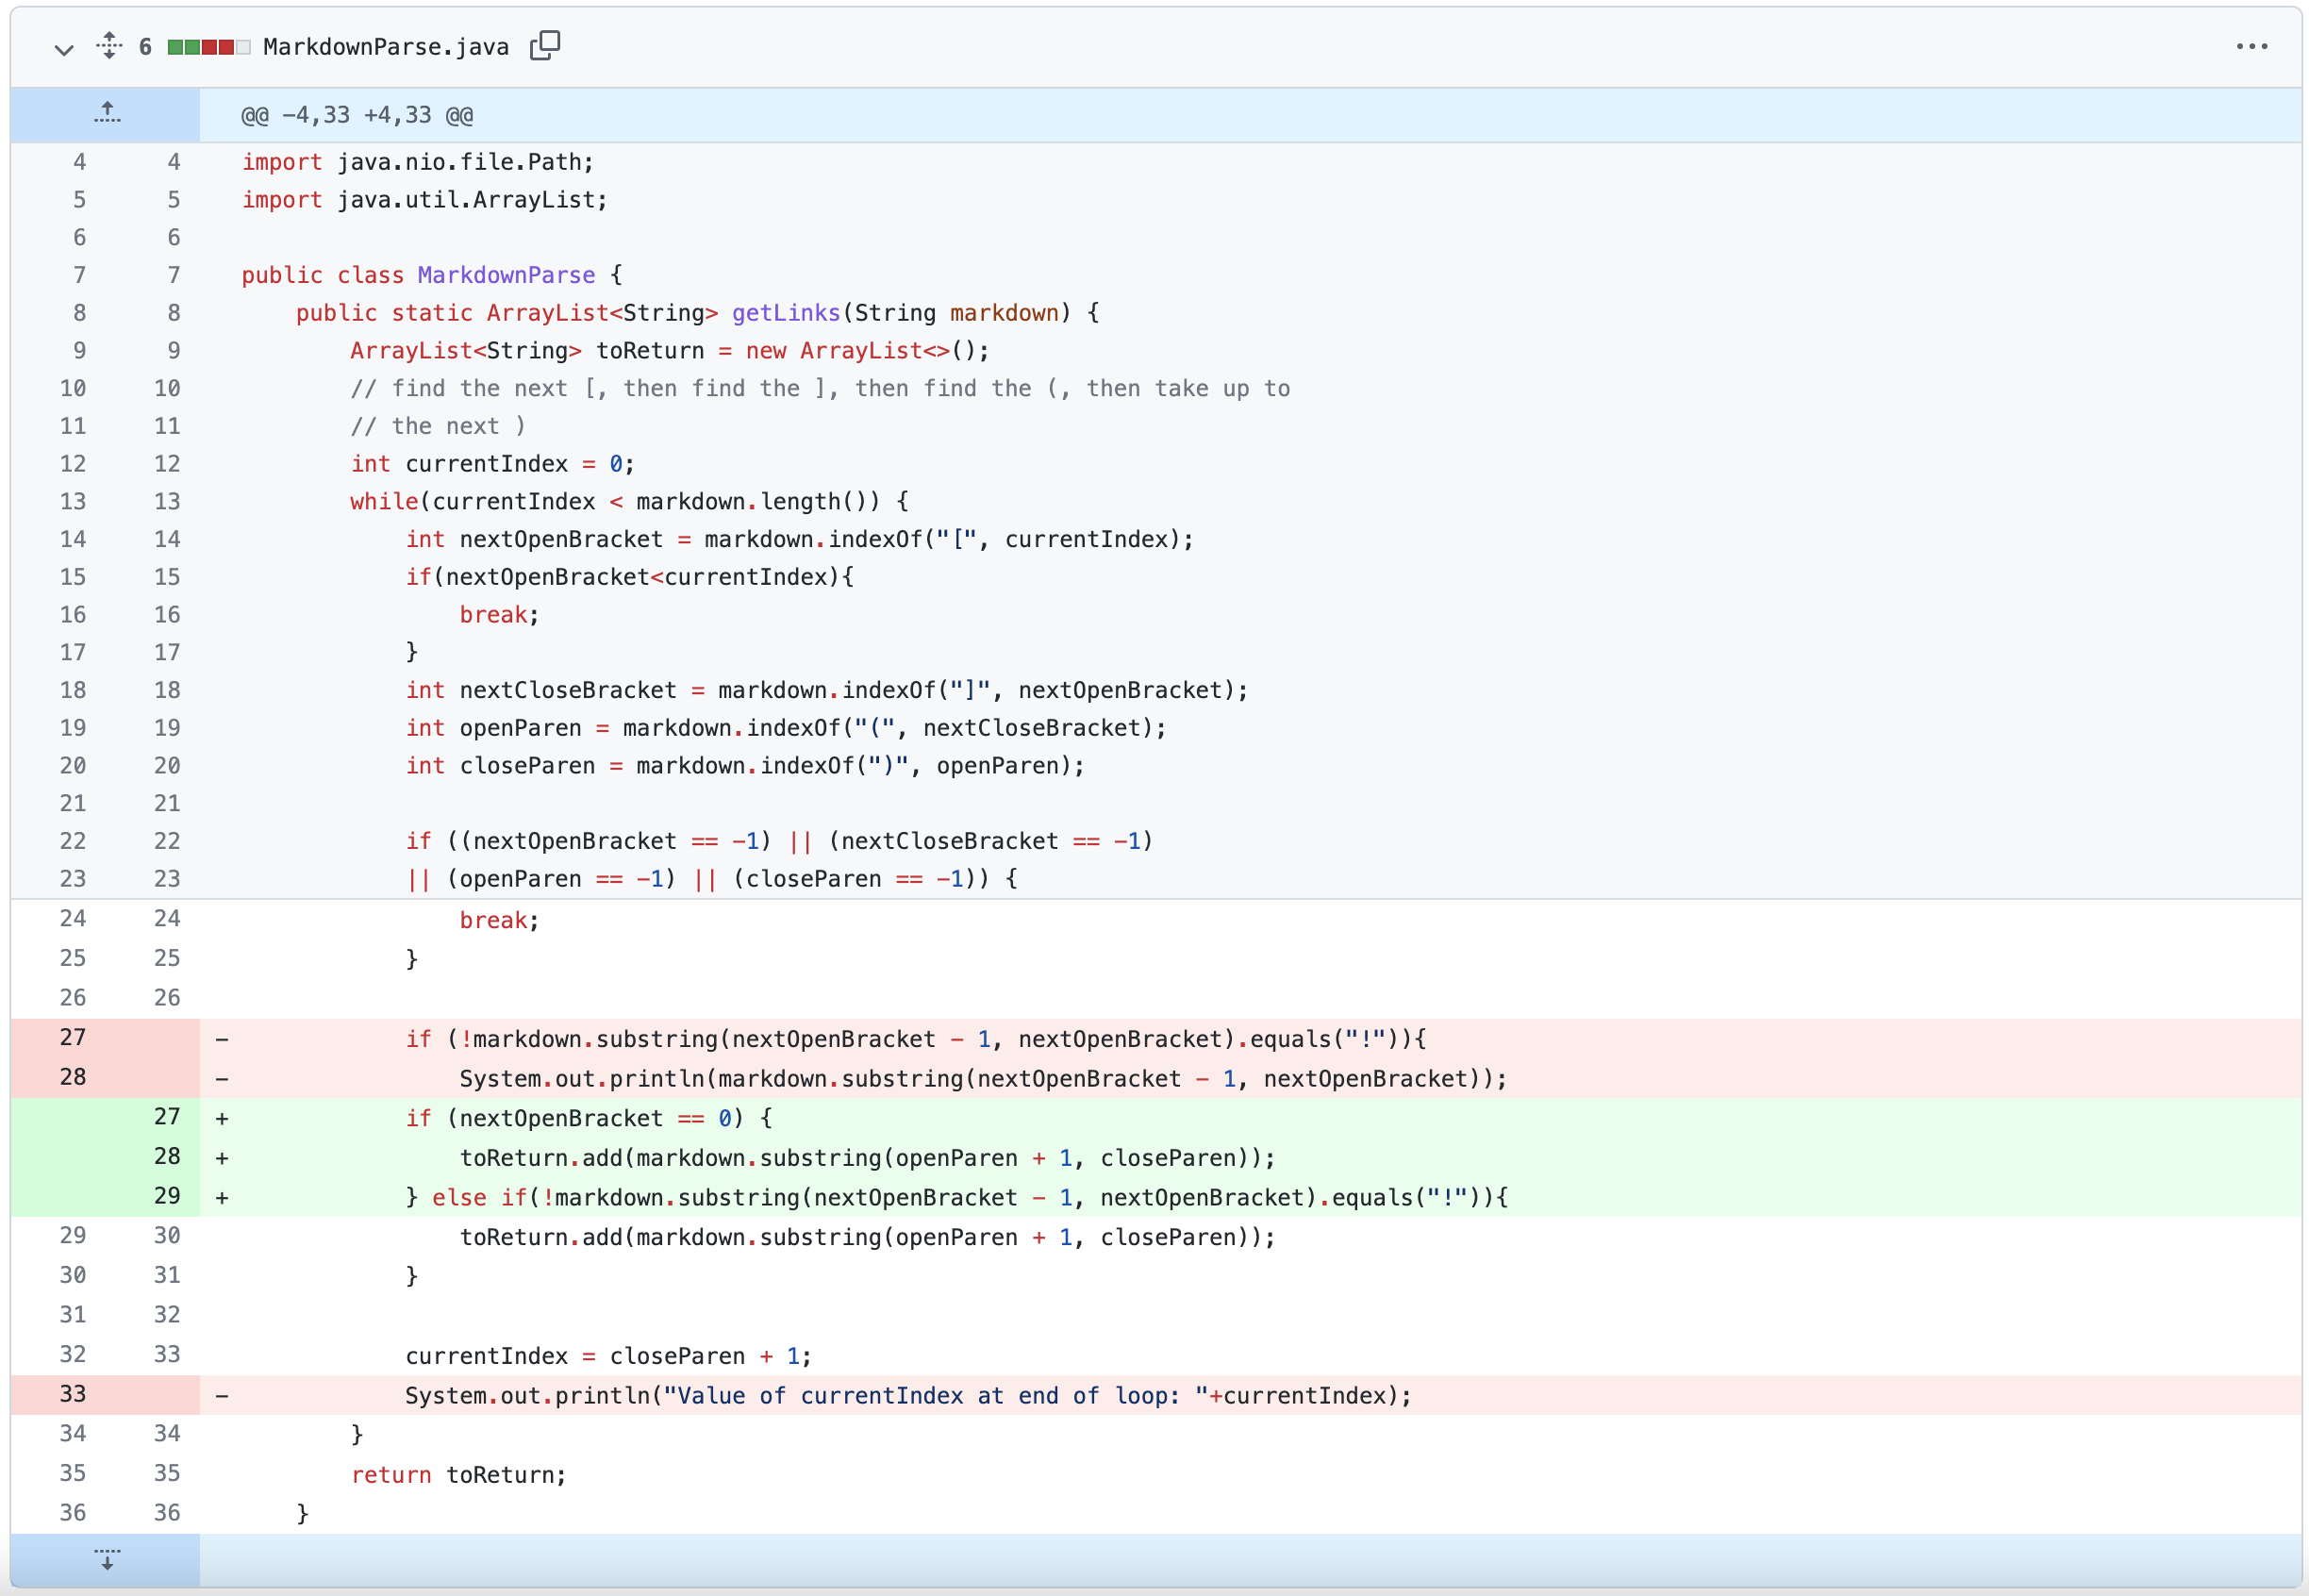 6 MarkdownParse.java
@@ -4,33 +4,33 @@
4 4 import java.nio.file.Path;
5 5 import java.util.ArrayList;
6 6
7 7 public class MarkdownParse {
8 8 public static ArrayList<String> getLinks(String markdown) {
9 9 ArrayList<String> toReturn = new ArrayList<>();
10 10 // find the next [, then find the ], then find the (, then take up to
11 11 // the next )
12 12 int currentIndex = 0;
13 13 while(currentIndex < markdown.length()) {
14 14 int nextOpenBracket = markdown.indexOf("[", currentIndex);
15 15 if(nextOpenBracket<currentIndex){
16 16 break;
17 17 }
18 18 int nextCloseBracket = markdown.indexOf("]", nextOpenBracket);
19 19 int openParen = markdown.indexOf("(", nextCloseBracket);
20 20 int closeParen = markdown.indexOf(")", openParen);
21 21
22 22 if ((nextOpenBracket == -1) || (nextCloseBracket == -1)
23 23 || (openParen == -1) || (closeParen == -1)) {
24 24 break;
25 25 }
26 26
27 - if (!markdown.substring(nextOpenBracket - 1, nextOpenBracket).equals("!")){
28 - System.out.println(markdown.substring(nextOpenBracket - 1, nextOpenBracket));
27 + if (nextOpenBracket == 0) {
28 + toReturn.add(markdown.substring(openParen + 1, closeParen));
29 + } else if(!markdown.substring(nextOpenBracket - 1, nextOpenBracket).equals("!")){
29 30 toReturn.add(markdown.substring(openParen + 1, closeParen));
30 31 }
31 32
32 33 currentIndex = closeParen + 1;
33 - System.out.println("Value of currentIndex at end of loop: "+currentIndex);
34 34 }
35 35 return toReturn;
36 36 }